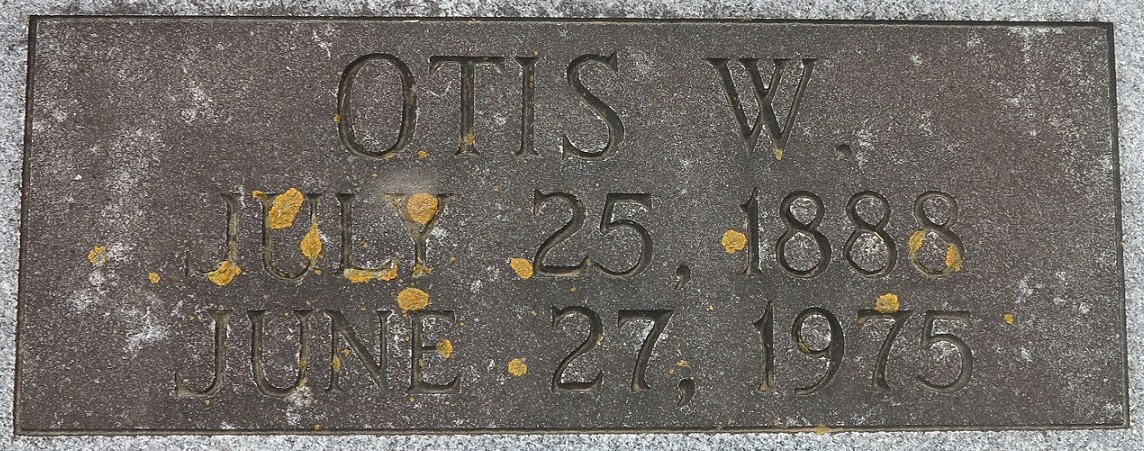 OTIS W.
JULY 25, 1888
JUNE 27, 1975